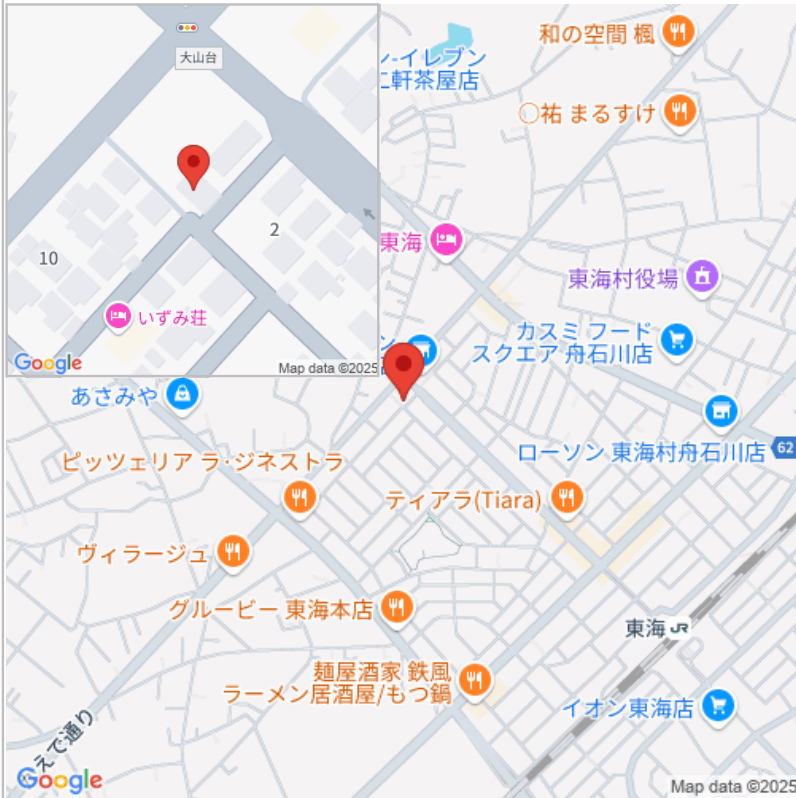 大山台
2
10
いずみ荘
Google
Map data ©2025
和の空間 楓
ン-イレブン
二軒茶屋店
〇祐 まるすけ
東海
東海村役場
カスミ フード
スクエア 舟石川店
あさみや
ローソン 東海村舟石川店
62
ピッツェリア ラ・ジネストラ
ティアラ(Tiara)
ヴィラージュ
グルービー 東海本店
東海 JR
麺屋酒家 鉄風
ラーメン居酒屋/もつ鍋
イオン東海店
えで通り
Google
Map data ©2025